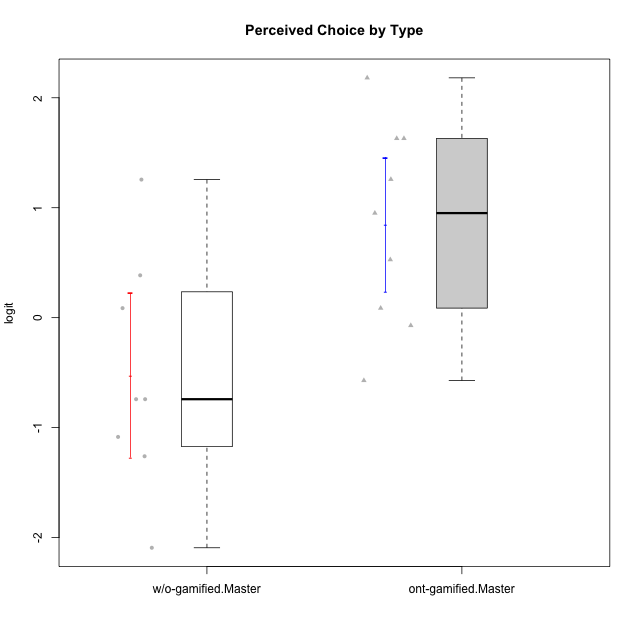 Perceived Choice by Type
2
1
0
-1
-2
logit
w/o-gamified.Master
ont-gamified.Master